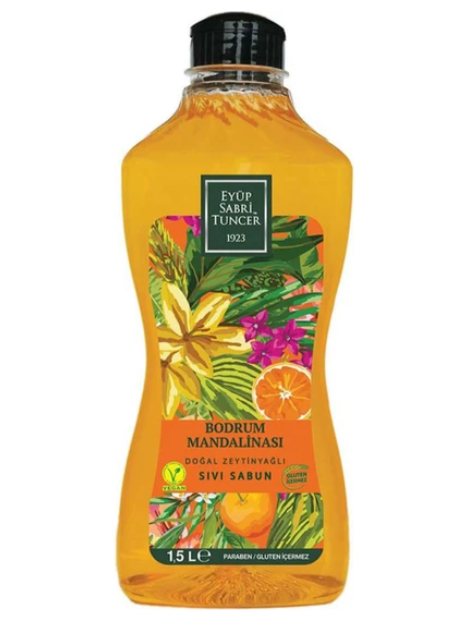 EYÜP
SABRİ
TUNCER
1923
BODRUM
MANDALİNASI
DOĞAL ZEYTİNYAĞLI
SIVI SABUN
GLUTEN
İÇERMEZ
VEGAN
1,5 L℮
PARABEN / GLUTEN İÇERMEZ